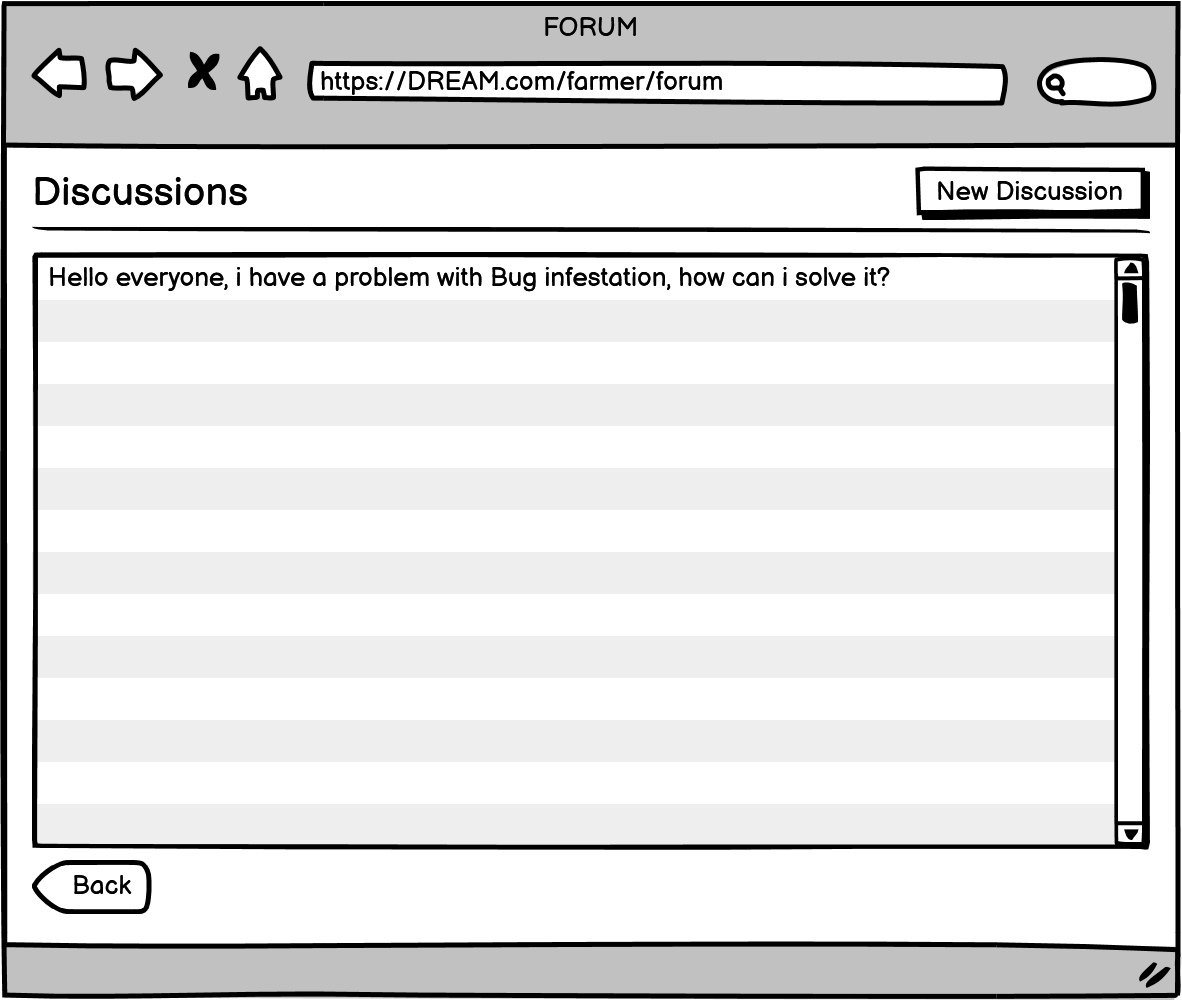 FORUM
https://DREAM.com/farmer/forum
Discussions
New Discussion
Hello everyone, i have a problem with Bug infestation, how can i solve it?
Back